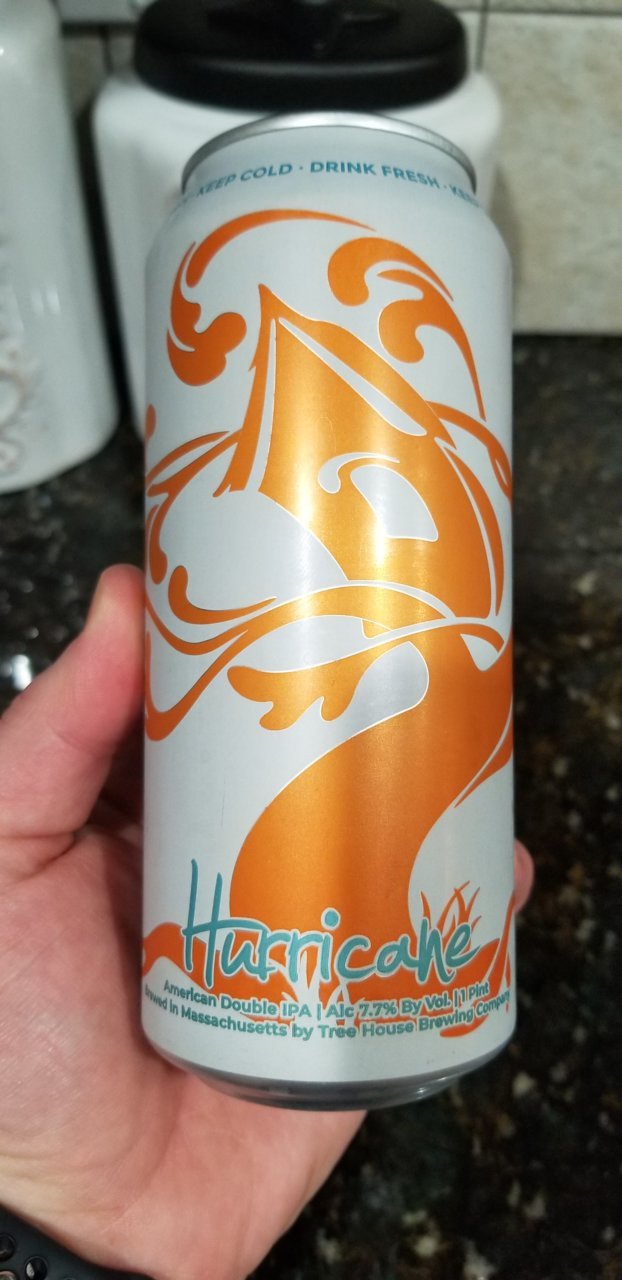 · KEEP COLD · DRINK FRESH ·
Hurricane
American Double IPA | Alc 7.7% By Vol. | 1 Pint
Brewed in Massachusetts by Tree House Brewing Company